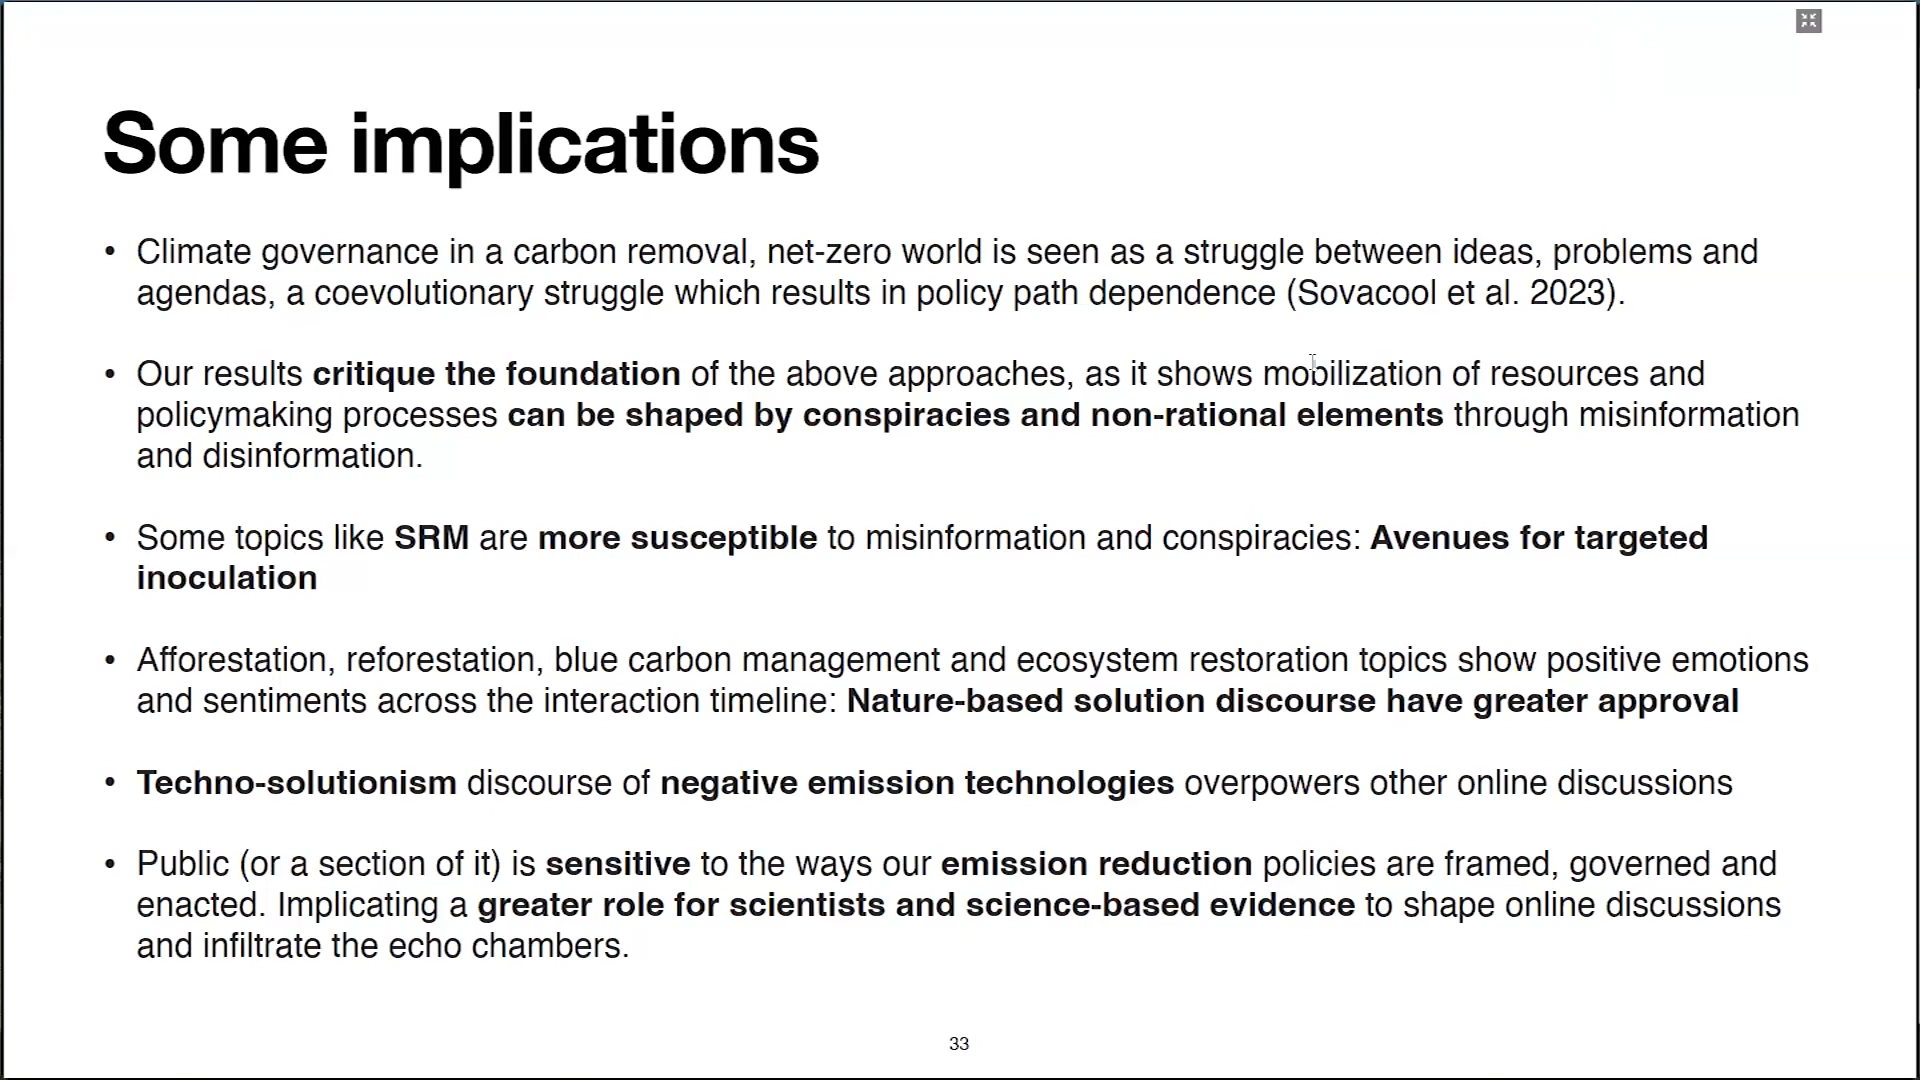 Some implications
• Climate governance in a carbon removal, net-zero world is seen as a struggle between ideas, problems and
agendas, a coevolutionary struggle which results in policy path dependence (Sovacool et al. 2023).
• Our results critique the foundation of the above approaches, as it shows mobilization of resources and
policymaking processes can be shaped by conspiracies and non-rational elements through misinformation
and disinformation.
• Some topics like SRM are more susceptible to misinformation and conspiracies: Avenues for targeted
inoculation
• Afforestation, reforestation, blue carbon management and ecosystem restoration topics show positive emotions
and sentiments across the interaction timeline: Nature-based solution discourse have greater approval
• Techno-solutionism discourse of negative emission technologies overpowers other online discussions
• Public (or a section of it) is sensitive to the ways our emission reduction policies are framed, governed and
enacted. Implicating a greater role for scientists and science-based evidence to shape online discussions
and infiltrate the echo chambers.
33